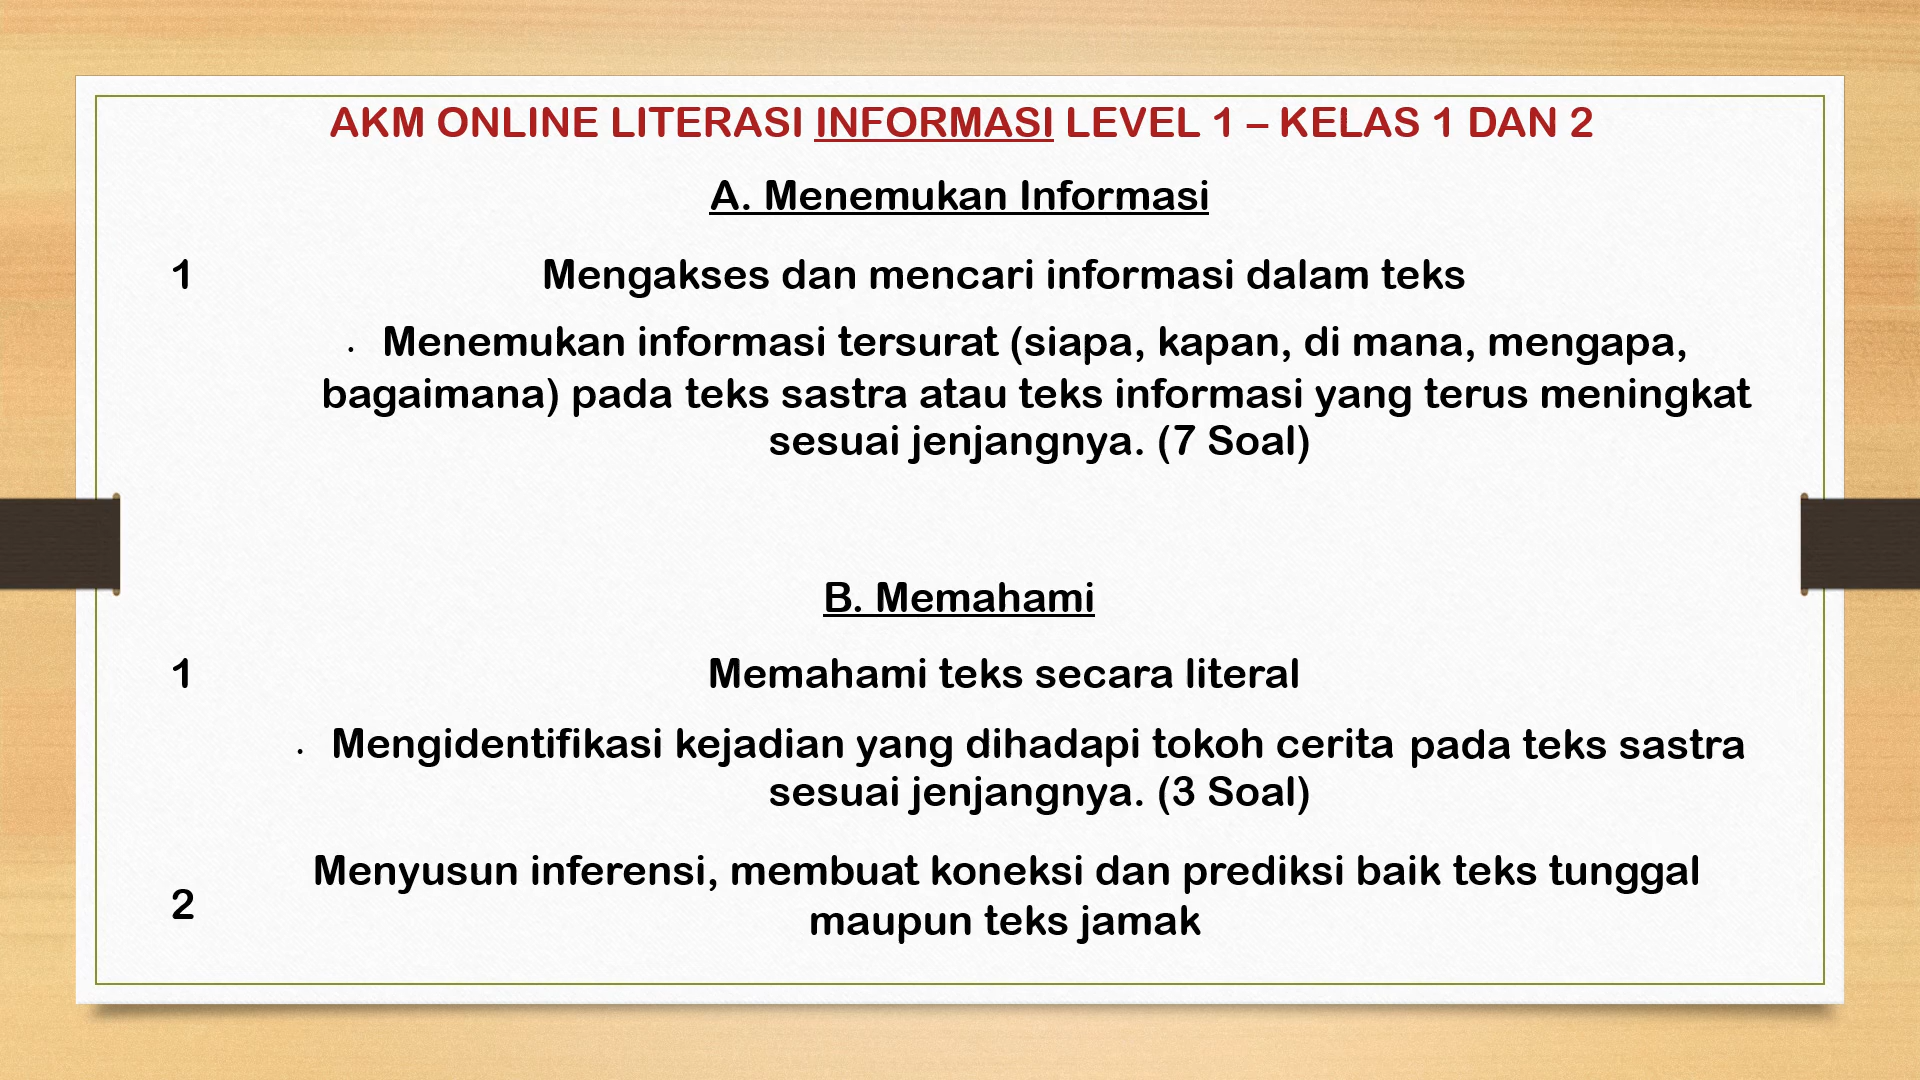 AKM ONLINE LITERASI INFORMASI LEVEL 1 – KELAS 1 DAN 2
A. Menemukan Informasi
1 Mengakses dan mencari informasi dalam teks
• Menemukan informasi tersurat (siapa, kapan, di mana, mengapa,
bagaimana) pada teks sastra atau teks informasi yang terus meningkat
sesuai jenjangnya. (7 Soal)
B. Memahami
1 Memahami teks secara literal
• Mengidentifikasi kejadian yang dihadapi tokoh cerita pada teks sastra
sesuai jenjangnya. (3 Soal)
2 Menyusun inferensi, membuat koneksi dan prediksi baik teks tunggal
maupun teks jamak